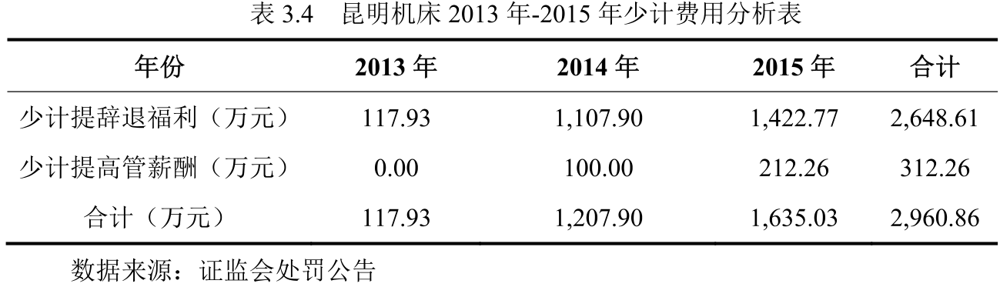 表 3.4 昆明机床 2013 年-2015 年少计费用分析表
年份 2013 年 2014 年 2015 年 合计
少计提辞退福利（万元） 117.93 1,107.90 1,422.77 2,648.61
少计提高管薪酬（万元） 0.00 100.00 212.26 312.26
合计（万元） 117.93 1,207.90 1,635.03 2,960.86
数据来源：证监会处罚公告